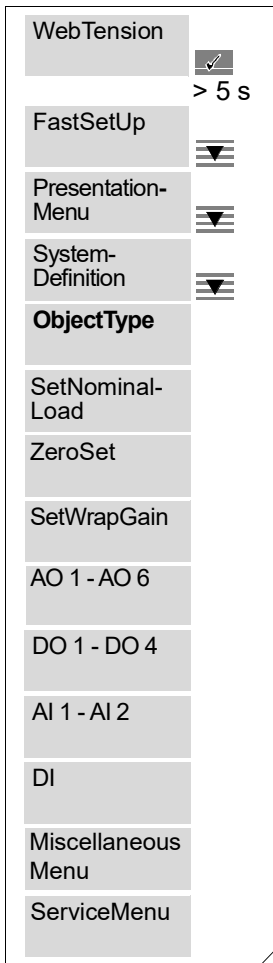 WebTension
> 5 s
FastSetUp
Presentation-
Menu
System-
Definition
ObjectType
SetNominal-
Load
ZeroSet
SetWrapGain
AO 1 - AO 6
DO 1 - DO 4
AI 1 - AI 2
DI
Miscellaneous
Menu
ServiceMenu